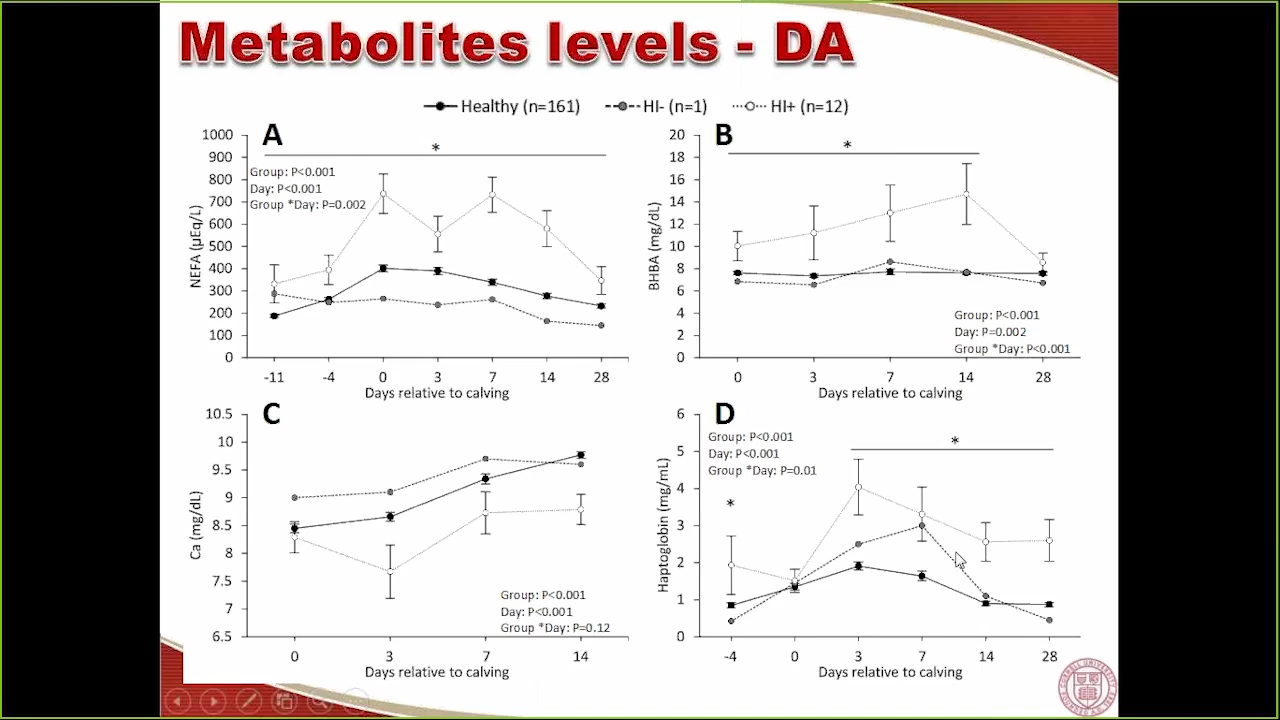 Metabolites levels - DA
Healthy (n=161) HI- (n=1) HI+ (n=12)
A
1000
900
800
700
600
500
400
300
200
100
0
NEFA (µEq/L)
*
Group: P<0.001
Day: P<0.001
Group *Day: P=0.002
-11 -4 0 3 7 14 28
Days relative to calving
B
20
18
16
14
12
10
8
6
4
2
0
BHBA (mg/dL)
*
Group: P<0.001
Day: P=0.002
Group *Day: P<0.001
0 3 7 14 28
Days relative to calving
C
10.5
10
9.5
9
8.5
8
7.5
7
6.5
Ca (mg/dL)
Group: P<0.001
Day: P<0.001
Group *Day: P=0.12
0 3 7 14
Days relative to calving
D
6
5
4
3
2
1
0
Haptoglobin (mg/mL)
Group: P<0.001
Day: P<0.001
Group *Day: P=0.01
*
*
-4 0 3 7 14 28
Days relative to calving